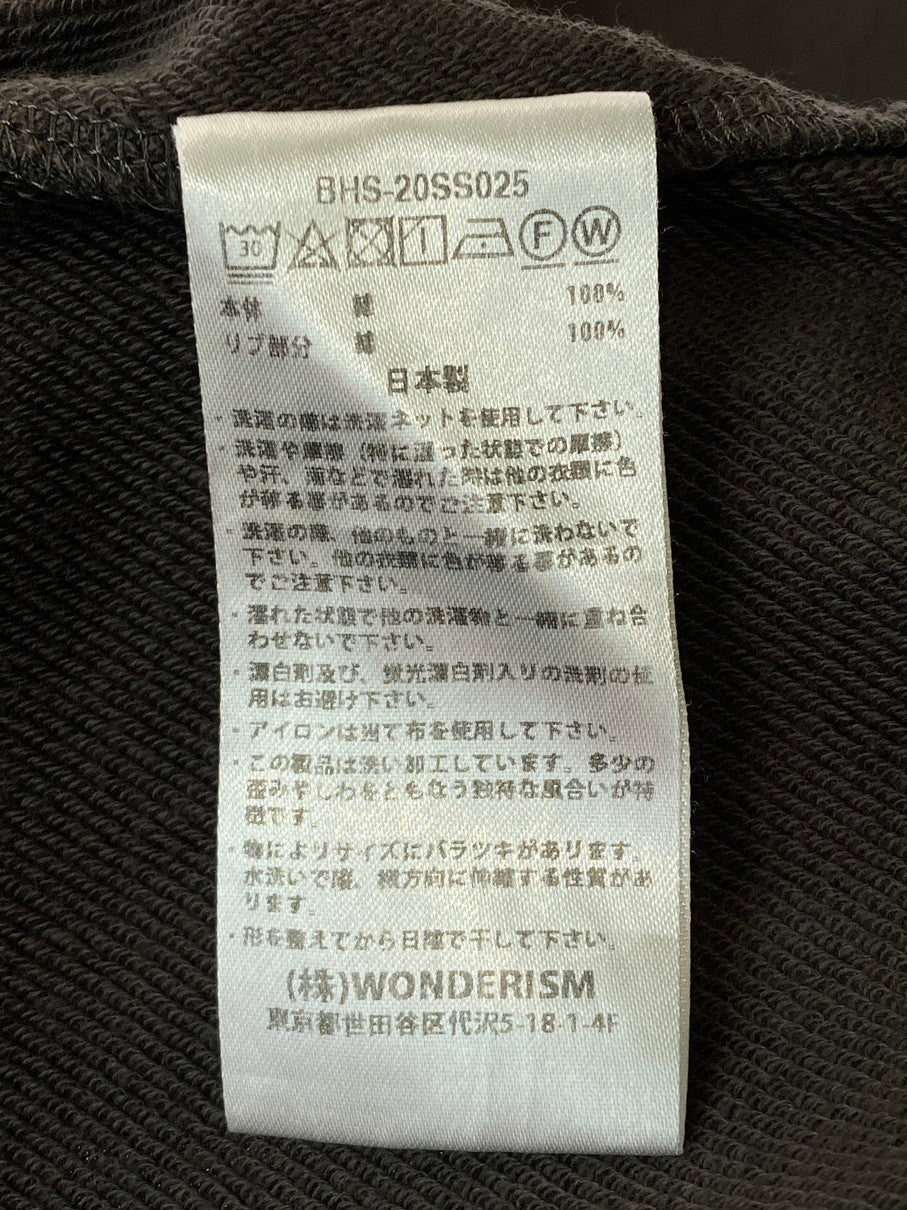 BHS-20SS025
30 F W
本体 綿 100%
リブ部分 綿 100%
日本製
・洗濯の際は洗濯ネットを使用して下さい。
・洗濯や摩擦（特に湿った状態での摩擦）
や汗、雨などで濡れた時は他の衣類に色
が移る事があるのでご注意下さい。
・洗濯の際、他のものと一緒に洗わないで
下さい。他の衣類に色が移る事があるの
でご注意下さい。
・濡れた状態で他の洗濯物と一緒に重ね合
わせないで下さい。
・漂白剤及び、蛍光漂白剤入りの洗剤の使
用はお避け下さい。
・アイロンは当て布を使用して下さい。
・この製品は洗い加工しています。多少の
歪みやしわをともなう独特な風合いが特
徴です。
・物によりサイズにバラツキがあります。
水洗いで度、縦方向に伸縮する性質があ
ります。
・形を整えてから日陰で干して下さい。
(株)WONDERISM
東京都世田谷区代沢5-18-1-4F